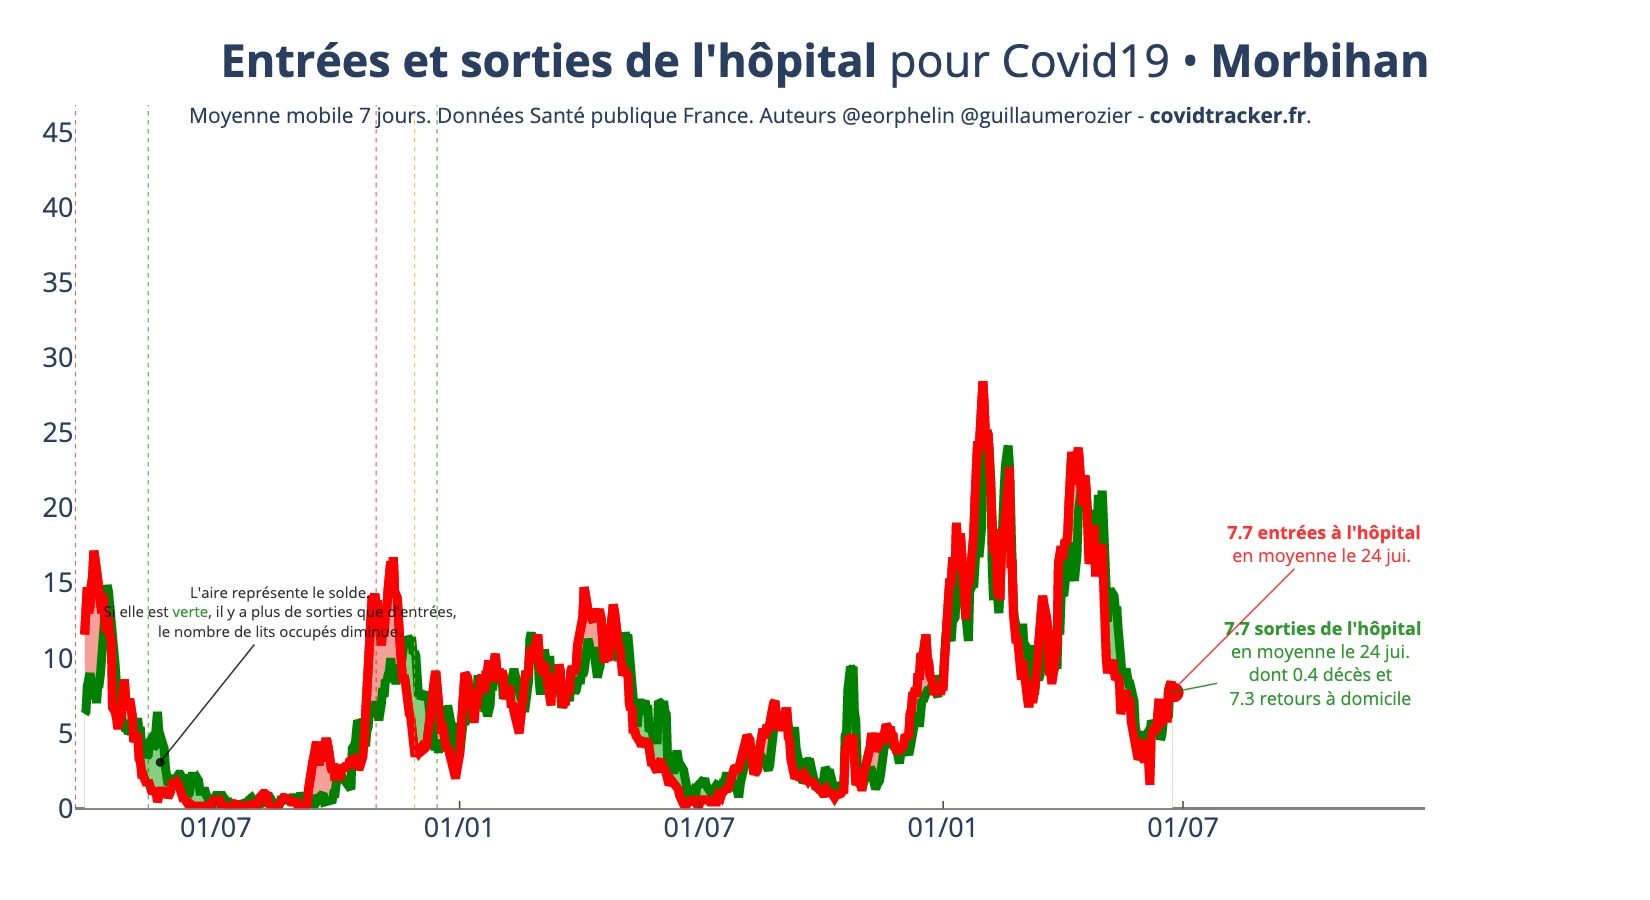 Entrées et sorties de l'hôpital pour Covid19 • Morbihan
Moyenne mobile 7 jours. Données Santé publique France. Auteurs @eorphelin @guillaumerozier - covidtracker.fr.
45
40
35
30
25
20
15
10
5
0
L'aire représente le solde.
Si elle est verte, il y a plus de sorties que d'entrées,
le nombre de lits occupés diminue.
7.7 entrées à l'hôpital
en moyenne le 24 jui.
7.7 sorties de l'hôpital
en moyenne le 24 jui.
dont 0.4 décès et
7.3 retours à domicile
01/07
01/01
01/07
01/01
01/07